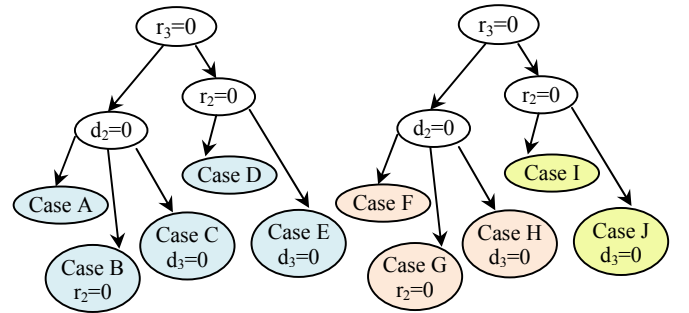 r₃=0
r₂=0
d₂=0
Case D
Case A
Case B
r₂=0
Case C
d₃=0
Case E
d₃=0
r₃=0
r₂=0
d₂=0
Case I
Case F
Case G
r₂=0
Case H
d₃=0
Case J
d₃=0